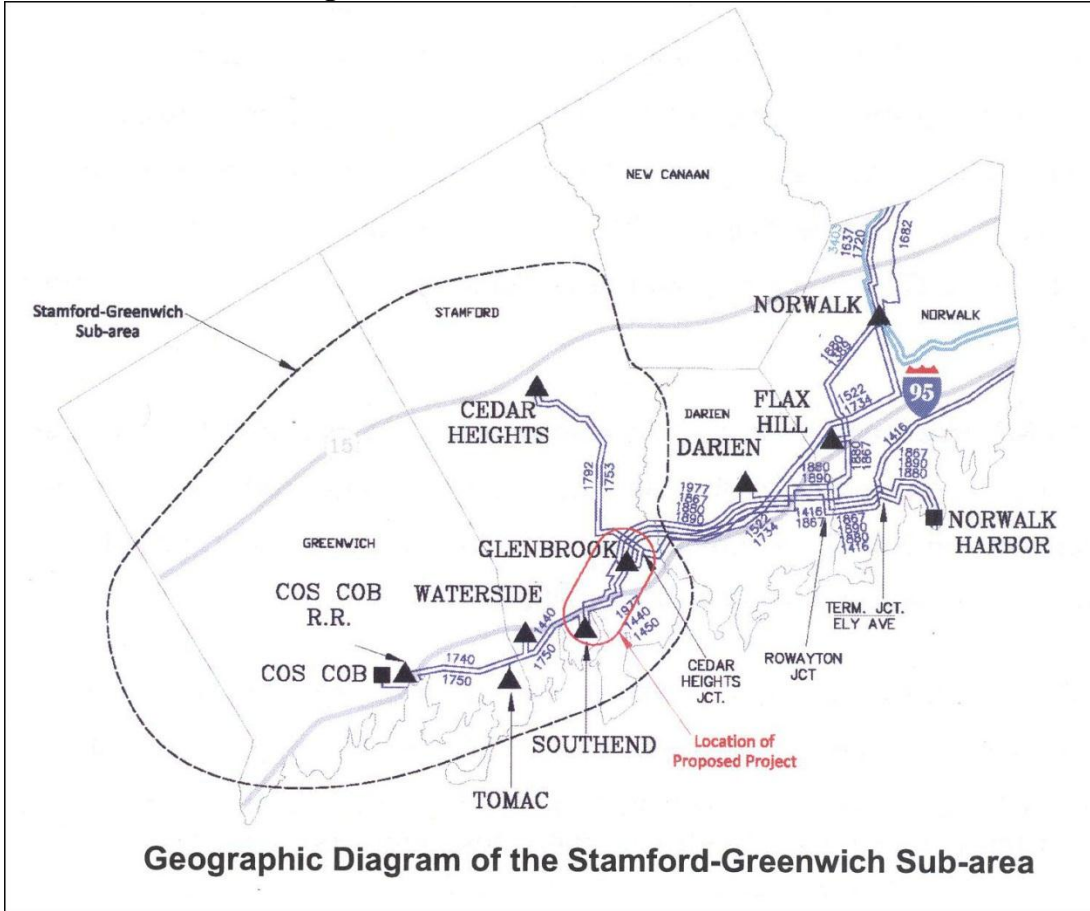 NEW CANAAN
3403
1637
1720
1682
Stamford-Greenwich
Sub-area
STAMFORD
NORWALK
NORWALK
95
1522
1734
FLAX
HILL
CEDAR
HEIGHTS
DARIEN
DARIEN
1416
1880
1867
1867
1890
1880
15
1792
1753
1880
1890
1977
1867
1880
1890
1522
1734
1416
1867
1867
1890
1880
1416
NORWALK
HARBOR
GREENWICH
GLENBROOK
COS COB
R.R.
WATERSIDE
1440
1750
1977
1440
1450
TERM. JCT.
ELY AVE
ROWAYTON
JCT
CEDAR
HEIGHTS
JCT.
COS COB
1740
1750
SOUTHEND
Location of
Proposed Project
TOMAC
Geographic Diagram of the Stamford-Greenwich Sub-area